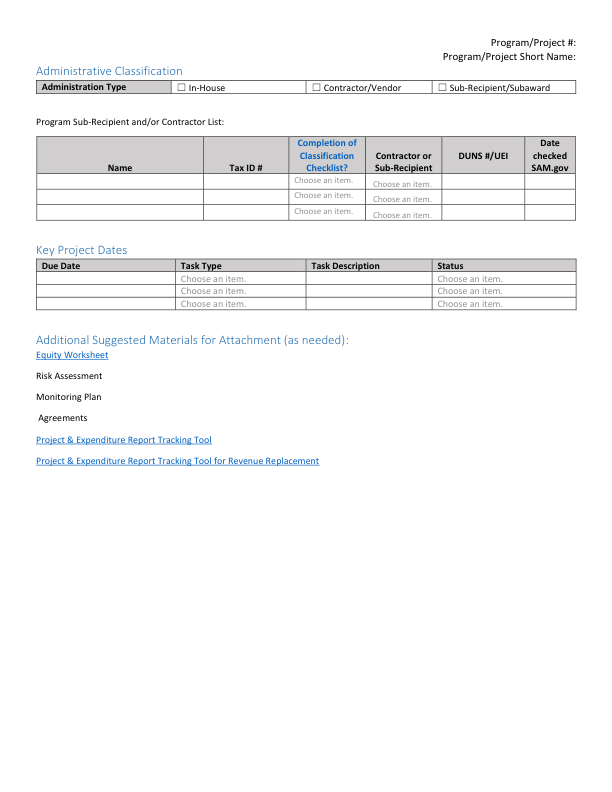 Program/Project #:
Program/Project Short Name:
Administrative Classification
Administration Type ☐ In-House ☐ Contractor/Vendor ☐ Sub-Recipient/Subaward
Program Sub-Recipient and/or Contractor List:
Name Tax ID # Completion of Classification Checklist? Contractor or Sub-Recipient DUNS #/UEI Date checked SAM.gov
Choose an item. Choose an item.
Choose an item. Choose an item.
Choose an item. Choose an item.
Key Project Dates
Due Date Task Type Task Description Status
Choose an item. Choose an item.
Choose an item. Choose an item.
Choose an item. Choose an item.
Additional Suggested Materials for Attachment (as needed):
Equity Worksheet
Risk Assessment
Monitoring Plan
Agreements
Project & Expenditure Report Tracking Tool
Project & Expenditure Report Tracking Tool for Revenue Replacement